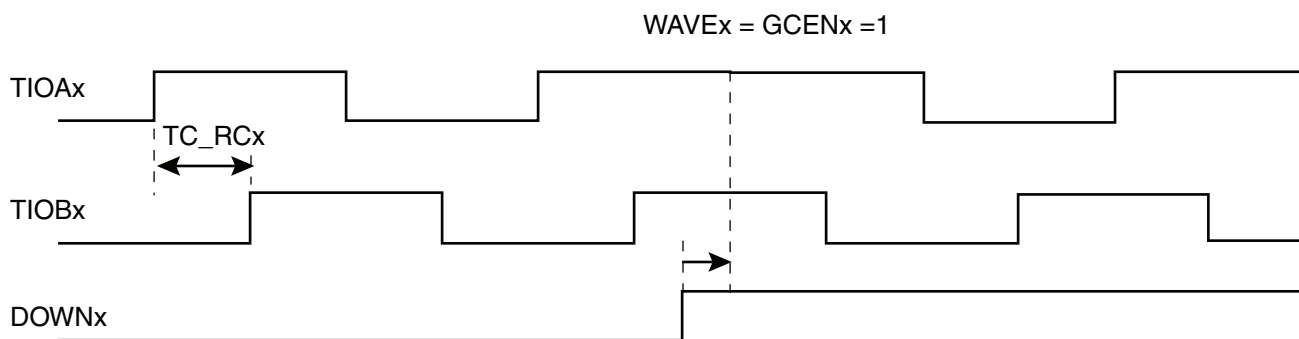 WAVEx = GCENx =1
TIOAx
TC_RCx
TIOBx
DOWNx